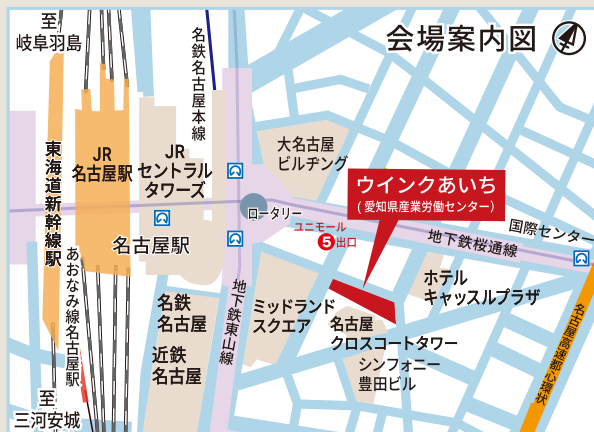 会場案内図
至
岐阜羽島
名鉄名古屋本線
大名古屋
ビルヂング
JR
名古屋駅
JR
セントラル
タワーズ
東海道新幹線駅
ウインクあいち
(愛知県産業労働センター)
ロータリー
ユニモール
5出口
国際センター
地下鉄桜通線
名古屋駅
あおなみ線名古屋駅
地下鉄東山線
ホテル
キャッスルプラザ
名鉄
名古屋
ミッドランド
スクエア
名古屋
クロスコートタワー
シンフォニー
豊田ビル
近鉄
名古屋
名古屋高速都心環状
至
三河安城